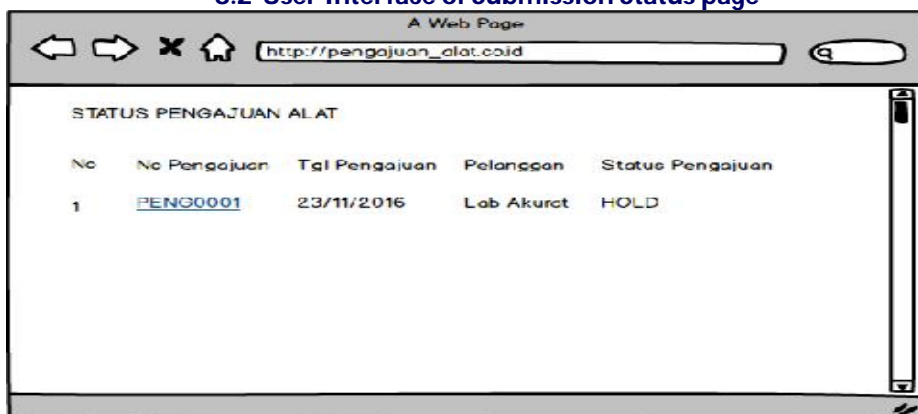 3.2 User Interface of submission status page
A Web Page
http://pengajuan_alat.co.id
STATUS PENGAJUAN ALAT
No No Pengajuan Tgl Pengajuan Pelanggan Status Pengajuan
1 PENG0001 23/11/2016 Lab Akurat HOLD